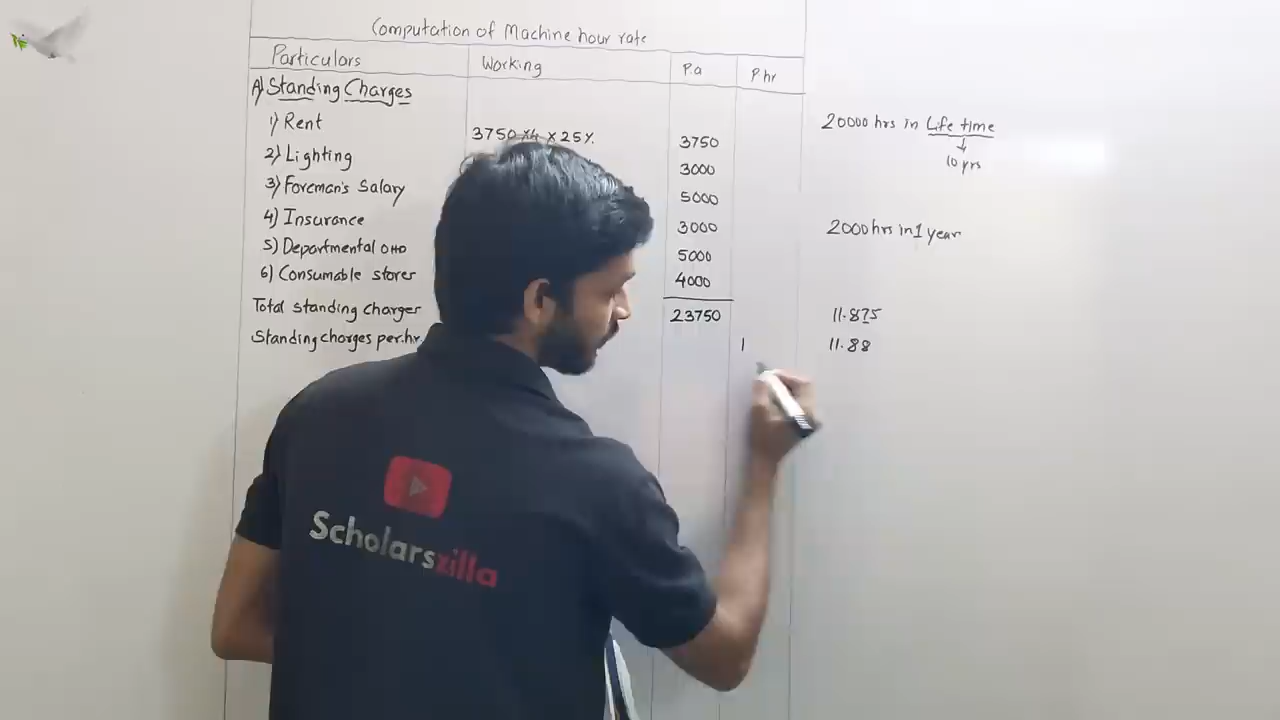 Computation of Machine hour rate
Particulars Working P.a P hr
A) Standing Charges
1) Rent 3750 x 4 x 25%. 3750
2) Lighting 3000
3) Foreman's Salary 5000
4) Insurance 3000
5) Departmental OHD 5000
6) Consumable stores 4000
Total standing charges 23750
Standing charges per.hr. 1
20000 hrs in Life time
↓
10 yrs
2000 hrs in 1 year
11.875
11.88
Scholarszilla